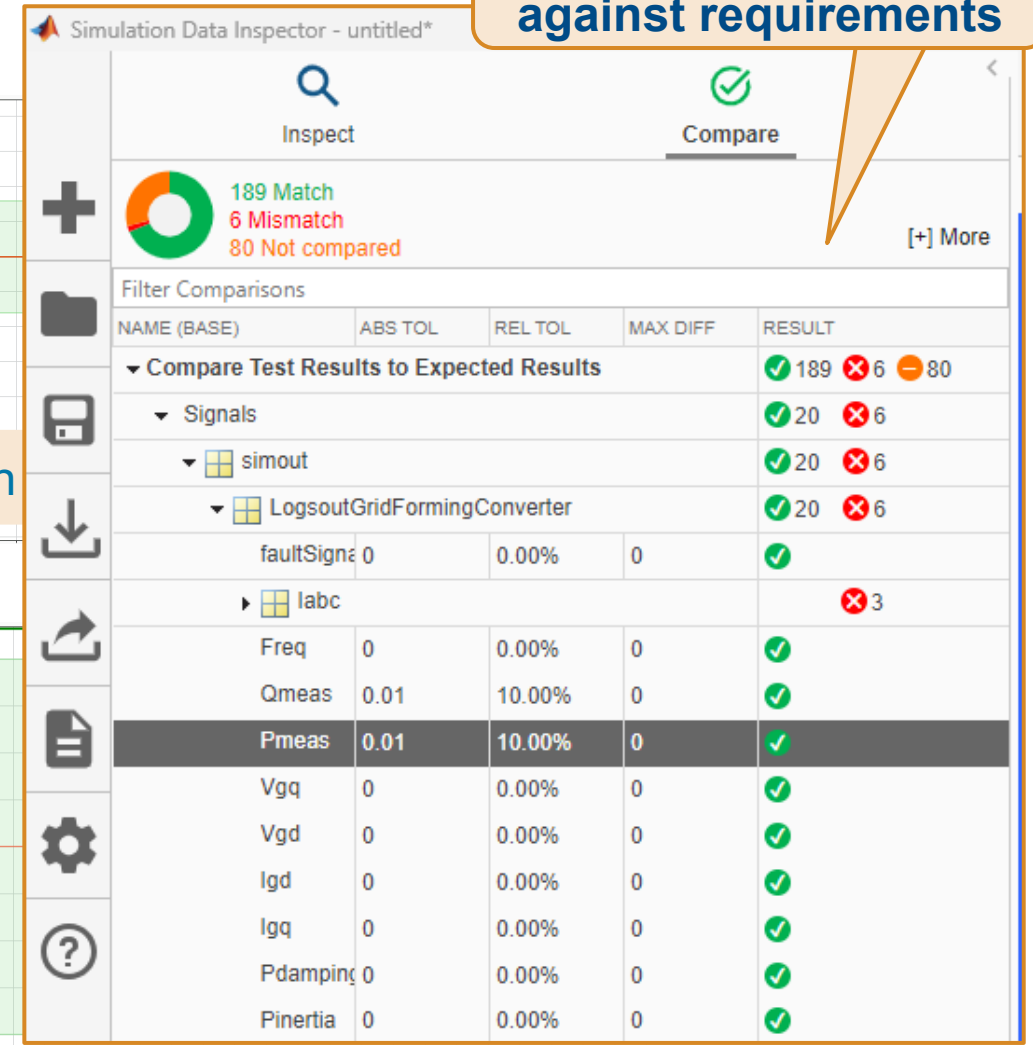 against requirements
Simulation Data Inspector - untitled*
Inspect
Compare
189 Match
6 Mismatch
80 Not compared
[+] More
Filter Comparisons
NAME (BASE) ABS TOL REL TOL MAX DIFF RESULT
Compare Test Results to Expected Results 189 6 80
Signals 20 6
simout 20 6
LogsoutGridFormingConverter 20 6
faultSigna 0 0.00% 0
Iabc 3
Freq 0 0.00% 0
Qmeas 0.01 10.00% 0
Pmeas 0.01 10.00% 0
Vgq 0 0.00% 0
Vgd 0 0.00% 0
Igd 0 0.00% 0
Igq 0 0.00% 0
Pdamping 0 0.00% 0
Pinertia 0 0.00% 0